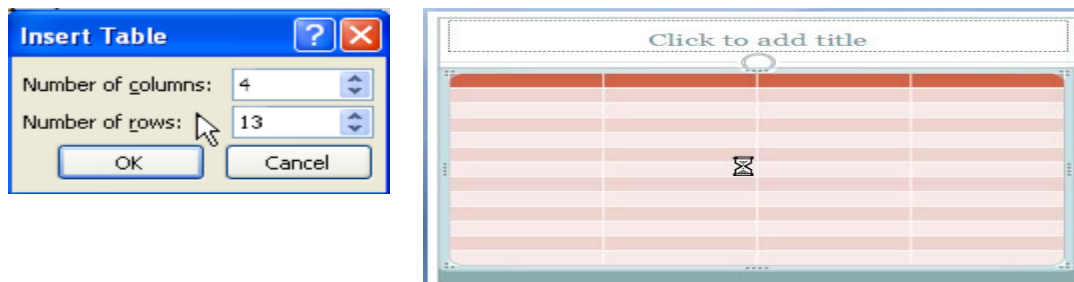 Insert Table
Number of columns: 4
Number of rows: 13
OK Cancel
Click to add title